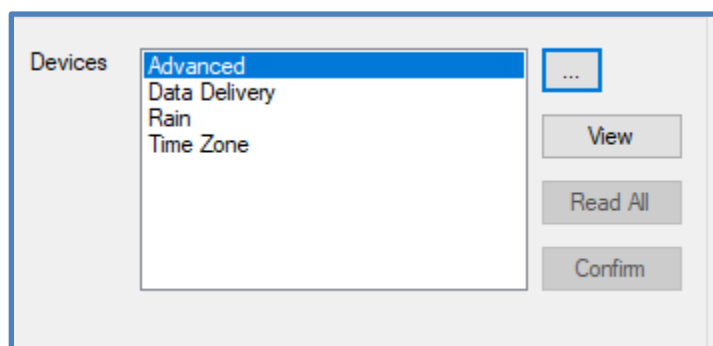 Devices
Advanced
Data Delivery
Rain
Time Zone
...
View
Read All
Confirm